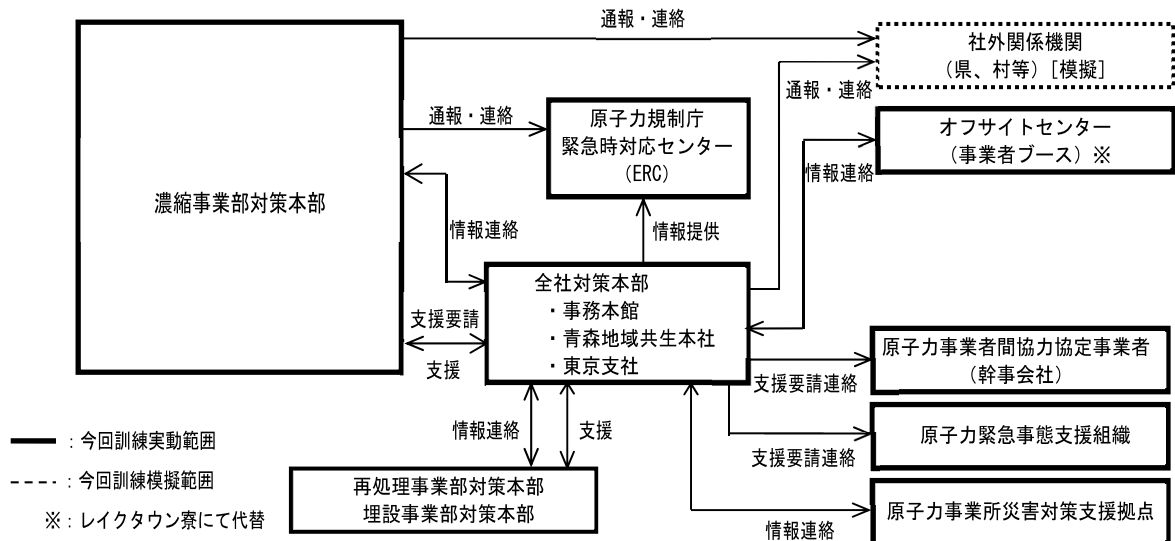 通報・連絡
社外関係機関
（県、村等）[模擬]
通報・連絡
通報・連絡
原子力規制庁
緊急時対応センター
（ERC）
オフサイトセンター
（事業者ブース）※
情報連絡
濃縮事業部対策本部
情報連絡
情報提供
全社対策本部
・事務本館
・青森地域共生本社
・東京支社
支援要請
支援
原子力事業者間協力協定事業者
（幹事会社）
支援要請連絡
原子力緊急事態支援組織
支援要請連絡
情報連絡
支援
再処理事業部対策本部
埋設事業部対策本部
原子力事業所災害対策支援拠点
情報連絡
：今回訓練実動範囲
：今回訓練模擬範囲
※：レイクタウン寮にて代替